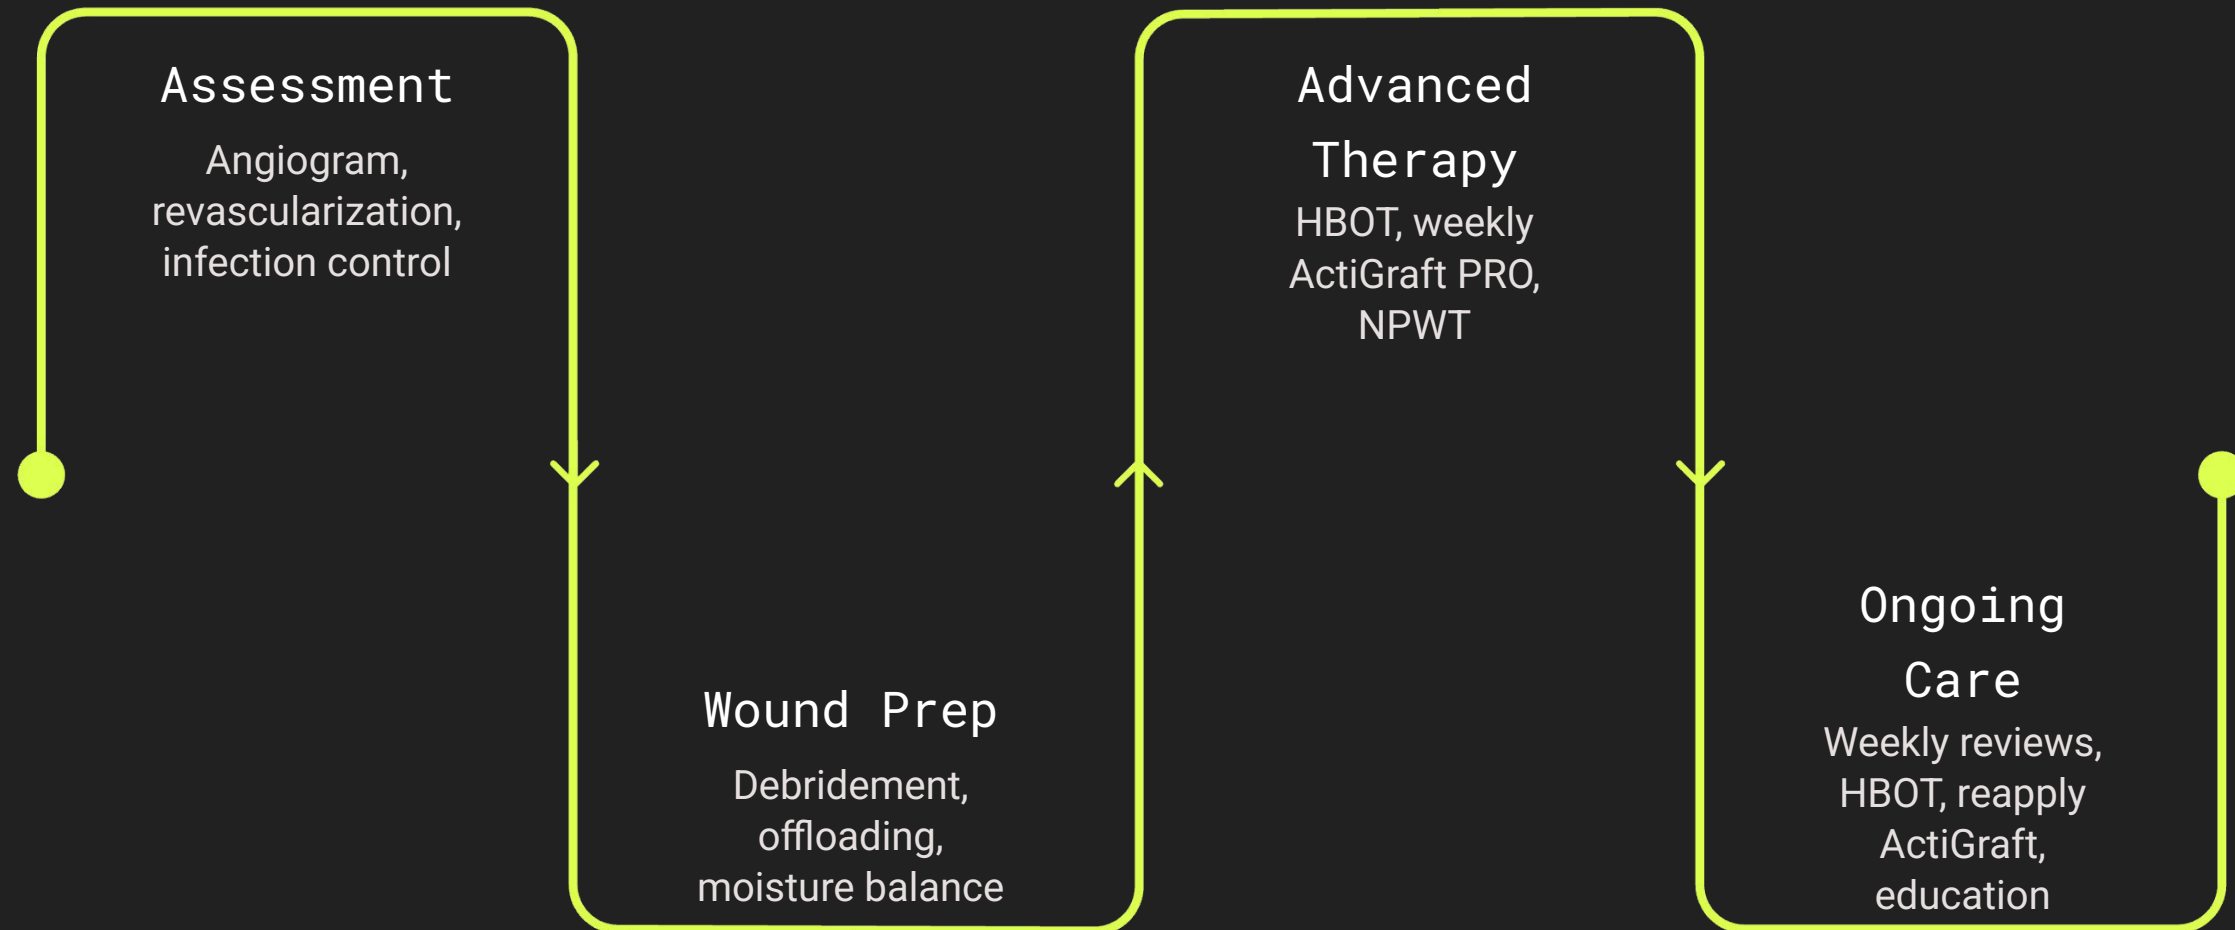 Assessment
Angiogram,
revascularization,
infection control
Wound Prep
Debridement,
offloading,
moisture balance
Advanced
Therapy
HBOT, weekly
ActiGraft PRO,
NPWT
Ongoing
Care
Weekly reviews,
HBOT, reapply
ActiGraft,
education